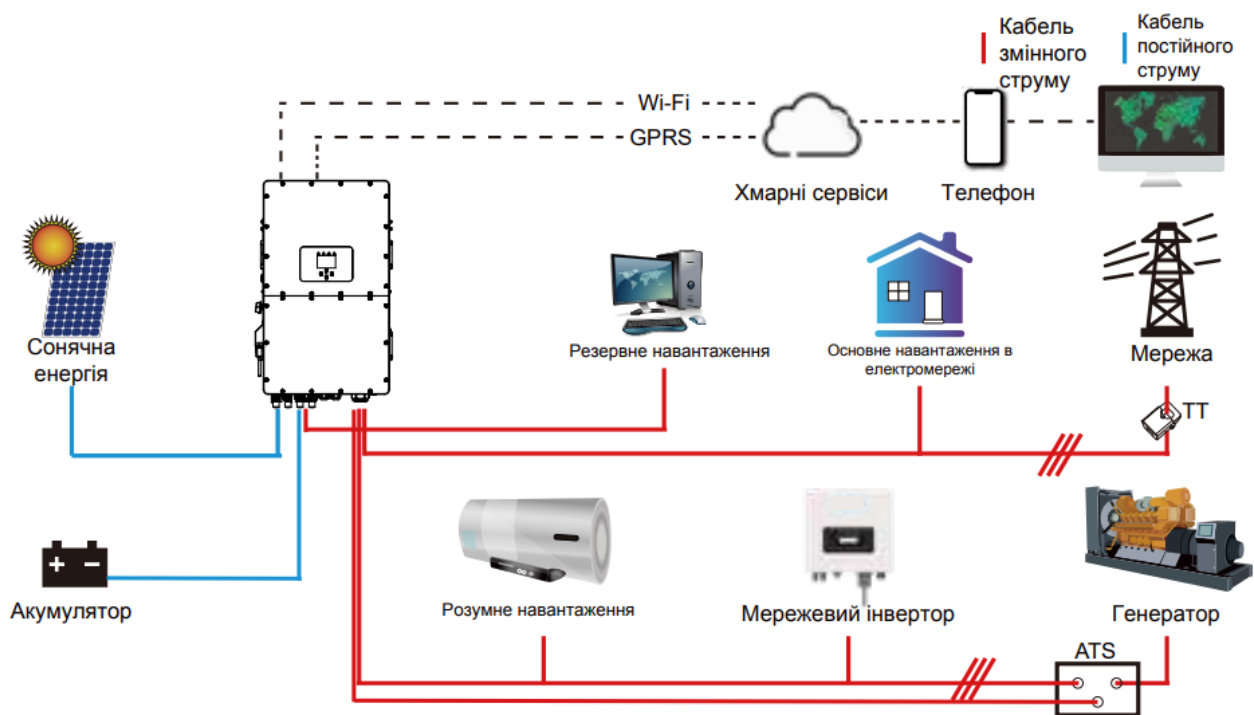 Кабель
змінного
струму
Кабель
постійного
струму
Wi-Fi
GPRS
Хмарні сервіси
Телефон
Сонячна
енергія
Резервне навантаження
Основне навантаження в
електромережі
Мережа
ТТ
Акумулятор
Розумне навантаження
Мережевий інвертор
Генератор
ATS